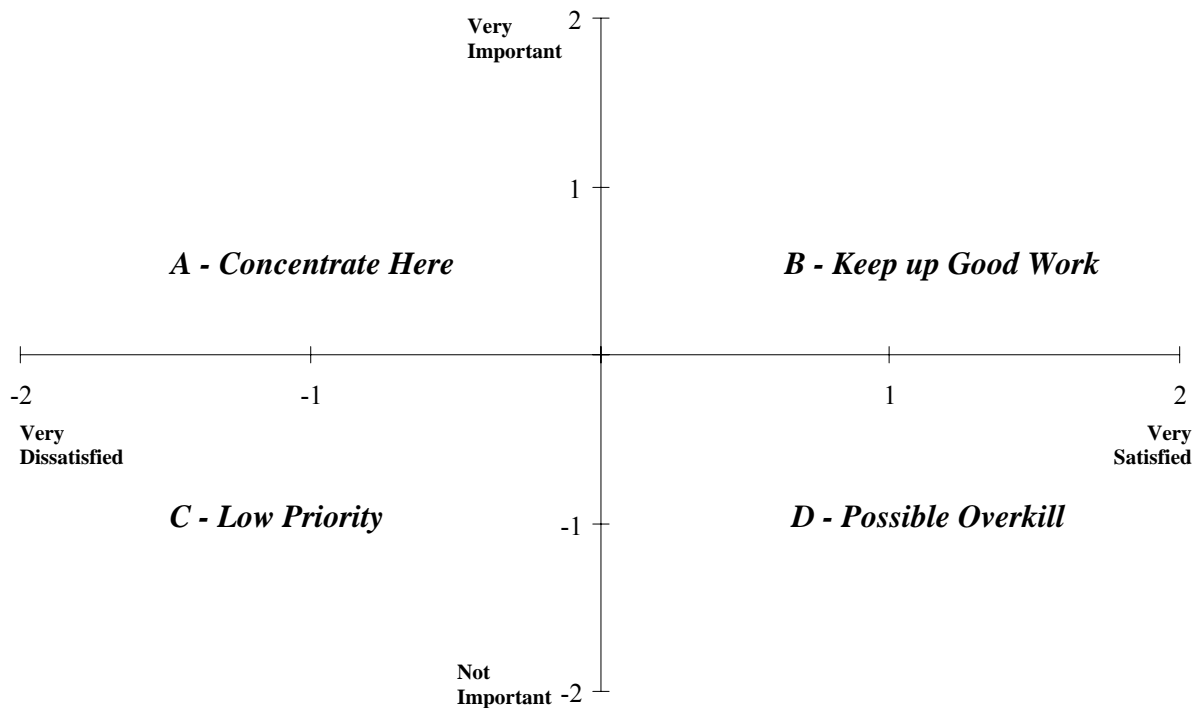 Very 2
Important
1
A - Concentrate Here B - Keep up Good Work
-2 -1 1 2
Very Very
Dissatisfied Satisfied
C - Low Priority -1 D - Possible Overkill
Not
Important -2